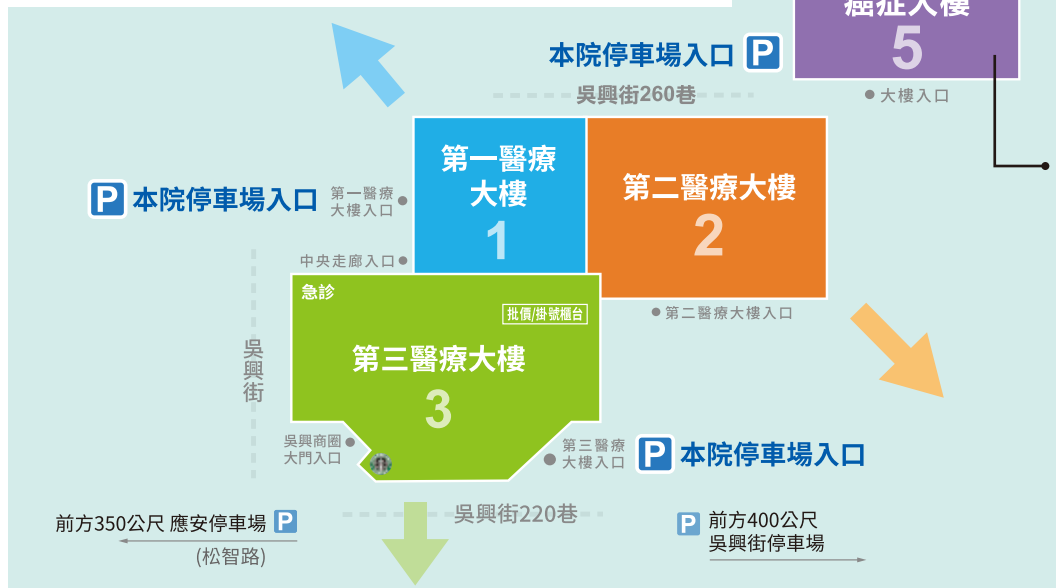 癌症大樓
5
本院停車場入口 P
大樓入口
吳興街260巷
第一醫療
大樓
1
第二醫療大樓
2
P 本院停車場入口
第一醫療
大樓入口
中央走廊入口
急診
批價/掛號櫃台
第二醫療大樓入口
第三醫療大樓
3
吳興街
吳興商圈
大門入口
第三醫療
大樓入口
P 本院停車場入口
吳興街220巷
前方350公尺 應安停車場 P
(松智路)
P 前方400公尺
吳興街停車場